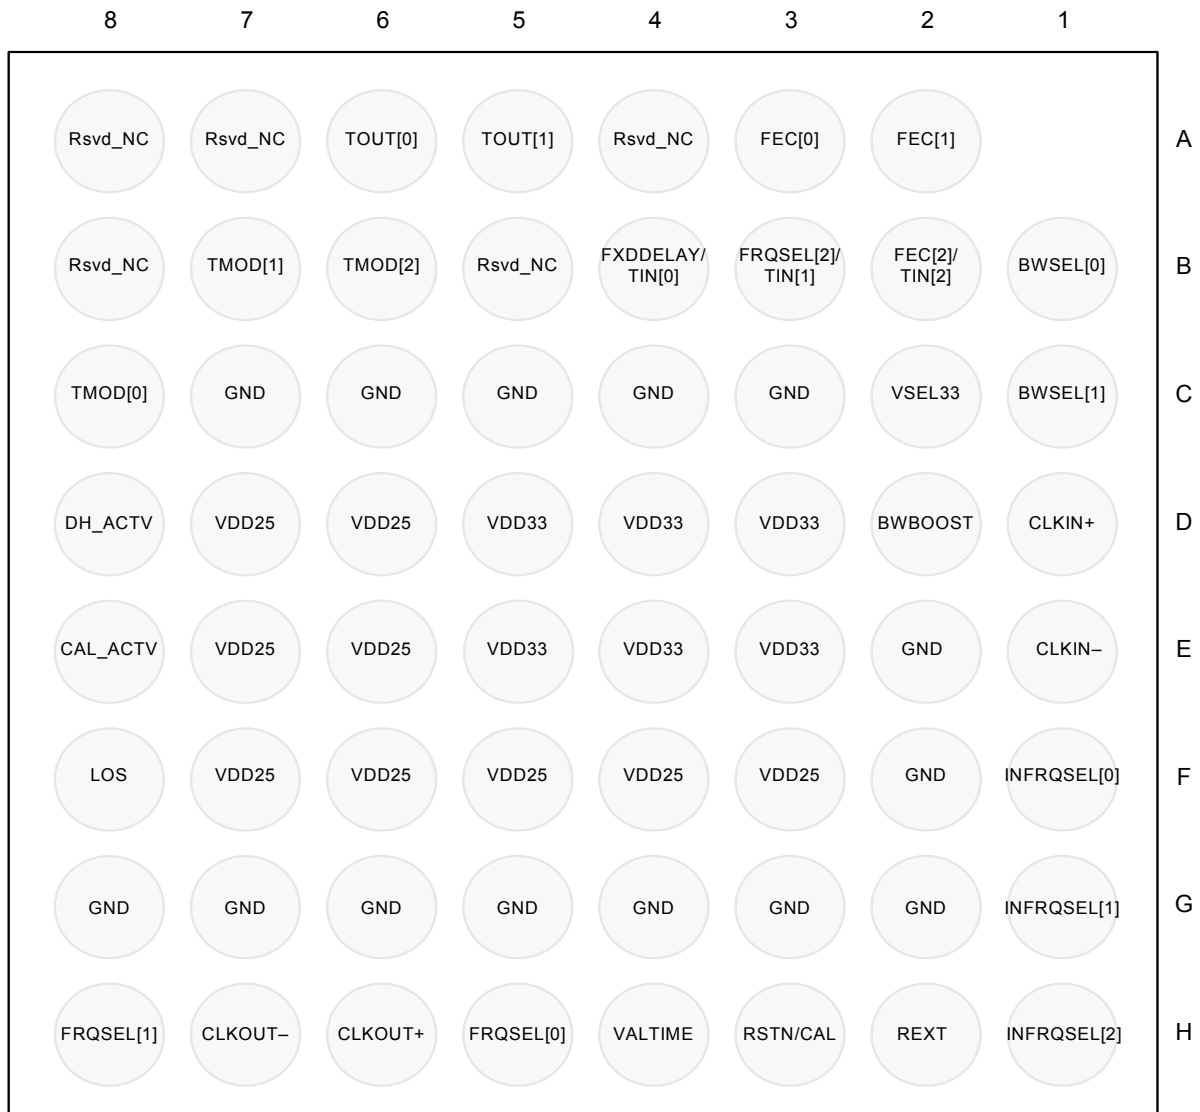 8 7 6 5 4 3 2 1
Rsvd_NC Rsvd_NC TOUT[0] TOUT[1] Rsvd_NC FEC[0] FEC[1] A
Rsvd_NC TMOD[1] TMOD[2] Rsvd_NC FXDDELAY/ FRQSEL[2]/ FEC[2]/ BWSEL[0] B
TIN[0] TIN[1] TIN[2]
TMOD[0] GND GND GND GND GND VSEL33 BWSEL[1] C
DH_ACTV VDD25 VDD25 VDD33 VDD33 VDD33 BWBOOST CLKIN+ D
CAL_ACTV VDD25 VDD25 VDD33 VDD33 VDD33 GND CLKIN– E
LOS VDD25 VDD25 VDD25 VDD25 VDD25 GND INFRQSEL[0] F
GND GND GND GND GND GND GND INFRQSEL[1] G
FRQSEL[1] CLKOUT– CLKOUT+ FRQSEL[0] VALTIME RSTN/CAL REXT INFRQSEL[2] H